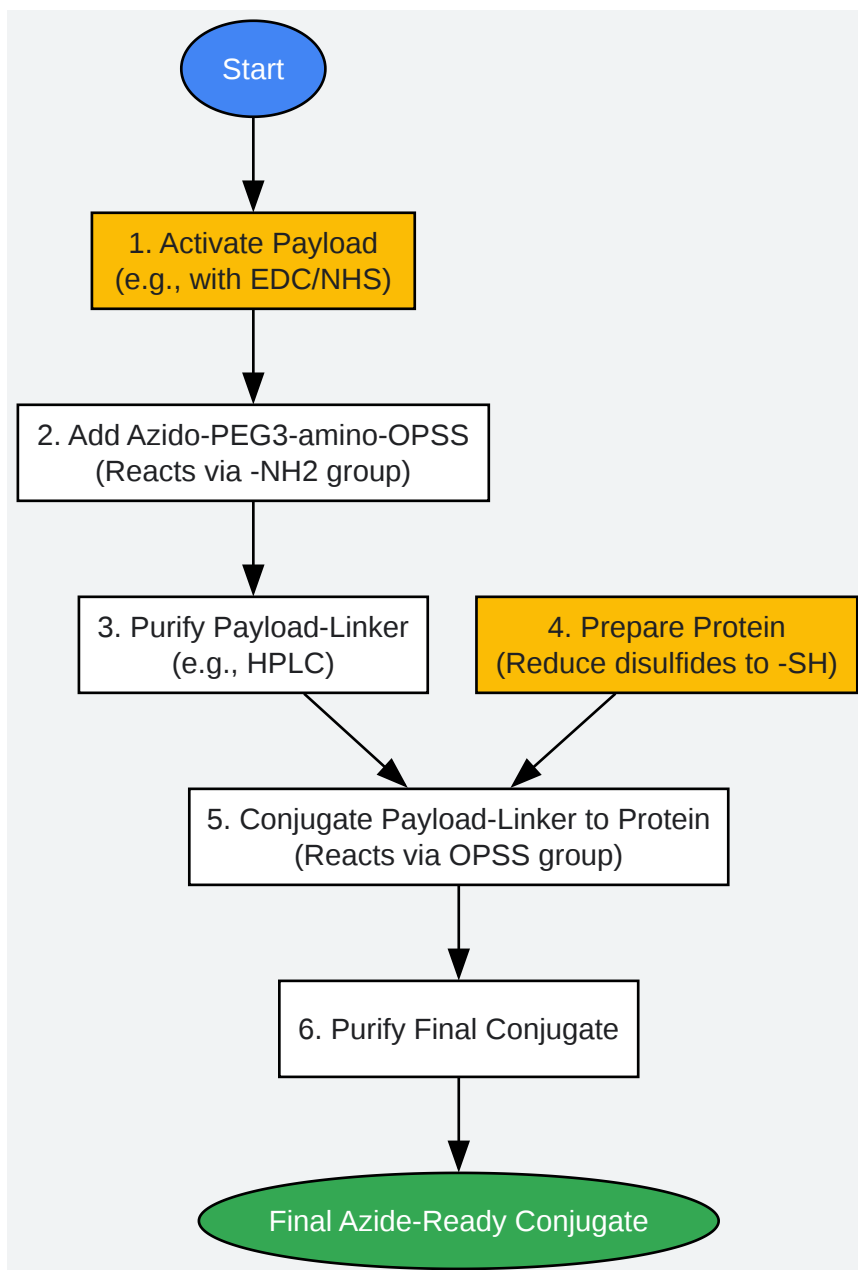 Start
1. Activate Payload
(e.g., with EDC/NHS)
2. Add Azido-PEG3-amino-OPSS
(Reacts via -NH2 group)
3. Purify Payload-Linker
(e.g., HPLC)
4. Prepare Protein
(Reduce disulfides to -SH)
5. Conjugate Payload-Linker to Protein
(Reacts via OPSS group)
6. Purify Final Conjugate
Final Azide-Ready Conjugate